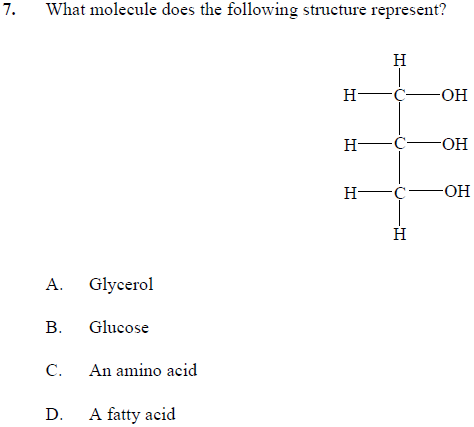 7. What molecule does the following structure represent?
H
H C OH
H C OH
H C OH
H
A. Glycerol
B. Glucose
C. An amino acid
D. A fatty acid